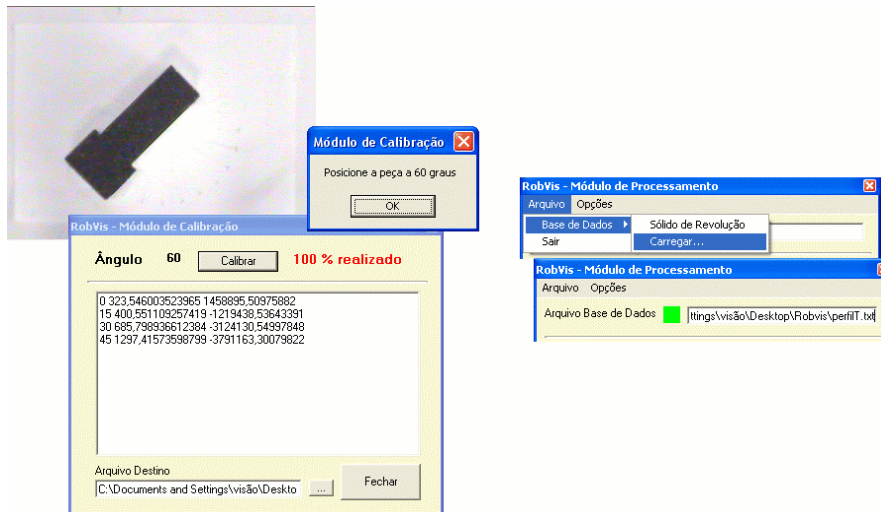 Módulo de Calibração
Posicione a peça a 60 graus
OK
RobVis - Módulo de Calibração
Ângulo 60 Calibrar 100 % realizado
0 323,546003523965 1458895,50975882
15 400,551109257419 -1219438,53643391
30 685,798936612384 -3124130,54997848
45 1297,41573598799 -3791163,30079822
Arquivo Destino
C:\Documents and Settings\visão\Deskto ... Fechar
RobVis - Módulo de Processamento
Arquivo Opções
Base de Dados Sólido de Revolução
Sair Carregar...
RobVis - Módulo de Processamento
Arquivo Opções
Arquivo Base de Dados ttings\visão\Desktop\Robvis\perfilT.txt